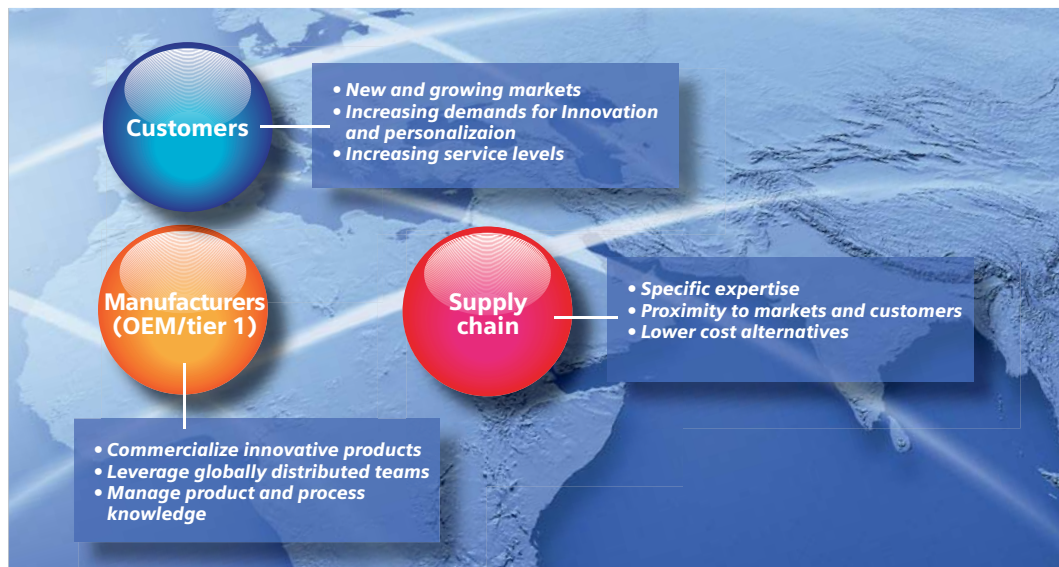 Customers
• New and growing markets
• Increasing demands for Innovation
and personalizaion
• Increasing service levels
Manufacturers
(OEM/tier 1)
Supply
chain
• Specific expertise
• Proximity to markets and customers
• Lower cost alternatives
• Commercialize innovative products
• Leverage globally distributed teams
• Manage product and process
knowledge